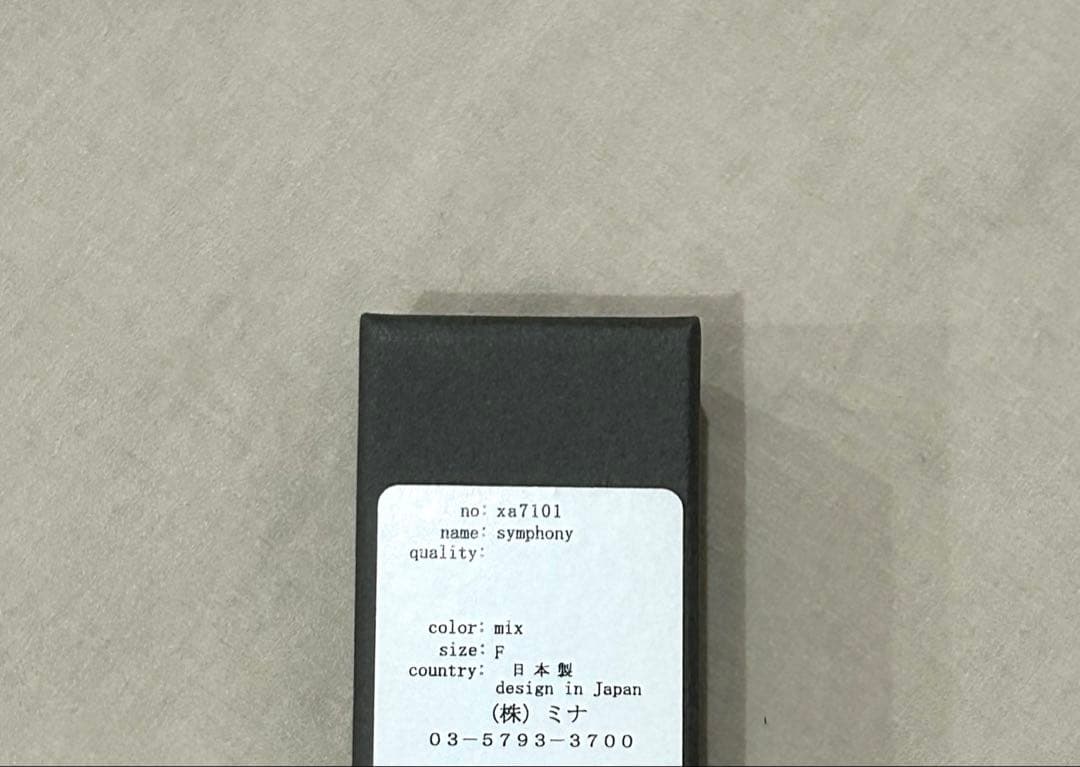 no: xa7101
name: symphony
quality:
color: mix
size: F
country: 日本製
design in Japan
(株) ミナ
03-5793-3700